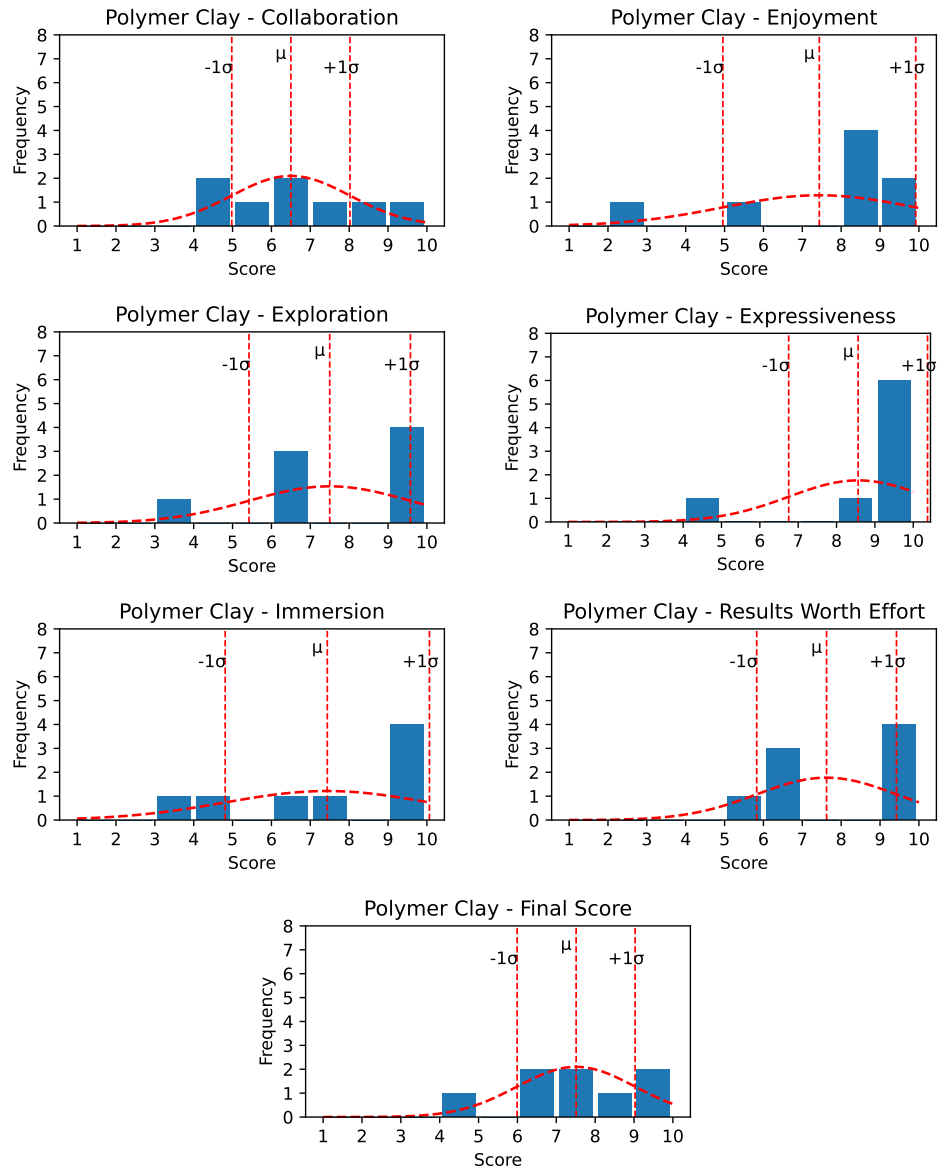 Polymer Clay - Collaboration
8
7
6
5
4
3
2
1
0
Frequency
-1σ
μ
+1σ
1 2 3 4 5 6 7 8 9 10
Score
Polymer Clay - Enjoyment
8
7
6
5
4
3
2
1
0
Frequency
-1σ
μ
+1σ
1 2 3 4 5 6 7 8 9 10
Score
Polymer Clay - Exploration
8
7
6
5
4
3
2
1
0
Frequency
-1σ
μ
+1σ
1 2 3 4 5 6 7 8 9 10
Score
Polymer Clay - Expressiveness
8
7
6
5
4
3
2
1
0
Frequency
-1σ
μ
+1σ
1 2 3 4 5 6 7 8 9 10
Score
Polymer Clay - Immersion
8
7
6
5
4
3
2
1
0
Frequency
-1σ
μ
+1σ
1 2 3 4 5 6 7 8 9 10
Score
Polymer Clay - Results Worth Effort
8
7
6
5
4
3
2
1
0
Frequency
-1σ
μ
+1σ
1 2 3 4 5 6 7 8 9 10
Score
Polymer Clay - Final Score
8
7
6
5
4
3
2
1
0
Frequency
-1σ
μ
+1σ
1 2 3 4 5 6 7 8 9 10
Score